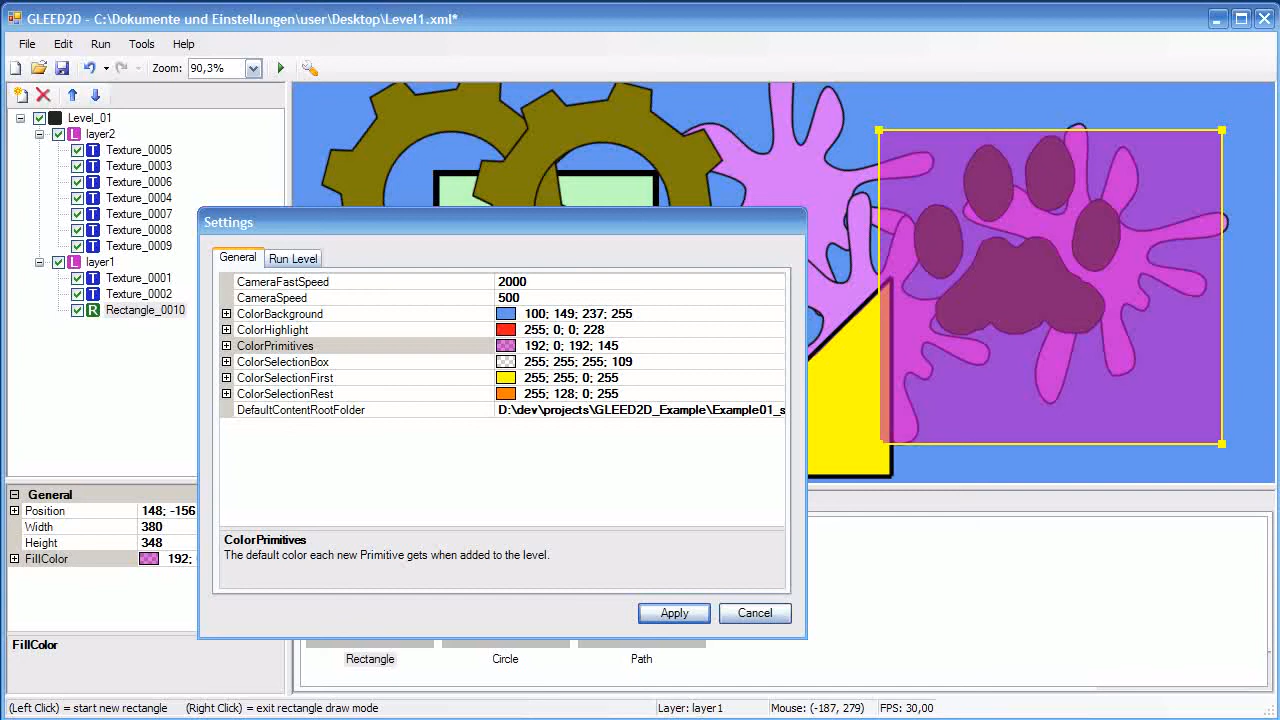 GLEED2D - C:\Dokumente und Einstellungen\user\Desktop\Level1.xml*
File Edit Run Tools Help
Zoom: 90,3%
Level_01
layer2
Texture_0005
Texture_0003
Texture_0006
Texture_0004
Texture_0007
Texture_0008
Texture_0009
layer1
Texture_0001
Texture_0002
Rectangle_0010
General
Position 148; -156
Width 380
Height 348
FillColor 192;
FillColor
Settings
General Run Level
CameraFastSpeed 2000
CameraSpeed 500
ColorBackground 100; 149; 237; 255
ColorHighlight 255; 0; 0; 228
ColorPrimitives 192; 0; 192; 145
ColorSelectionBox 255; 255; 255; 109
ColorSelectionFirst 255; 255; 0; 255
ColorSelectionRest 255; 128; 0; 255
DefaultContentRootFolder D:\dev\projects\GLEED2D_Example\Example01_s
ColorPrimitives
The default color each new Primitive gets when added to the level.
Apply Cancel
Rectangle Circle Path
(Left Click) = start new rectangle (Right Click) = exit rectangle draw mode Layer: layer1 Mouse: (-187, 279) FPS: 30,00